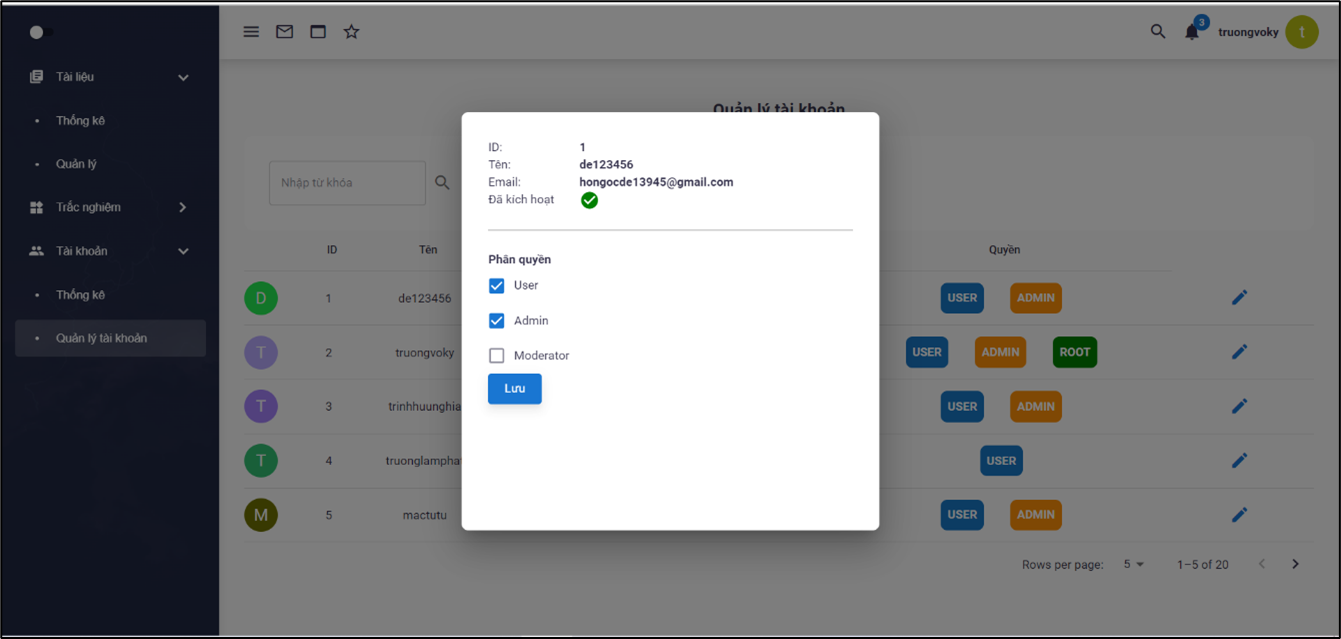 3
truongvoky
t
Tài liệu
Thống kê
Quản lý
Trắc nghiệm
Tài khoản
Thống kê
Quản lý tài khoản
Quản lý tài khoản
Nhập từ khóa
ID Tên Quyền
D 1 de123456 USER ADMIN
T 2 truongvoky USER ADMIN ROOT
T 3 trinhhuunghia USER ADMIN
T 4 truonglampha USER
M 5 mactutu USER ADMIN
Rows per page: 5 1–5 of 20
ID: 1
Tên: de123456
Email: hongocde13945@gmail.com
Đã kích hoạt
Phân quyền
User
Admin
Moderator
Lưu